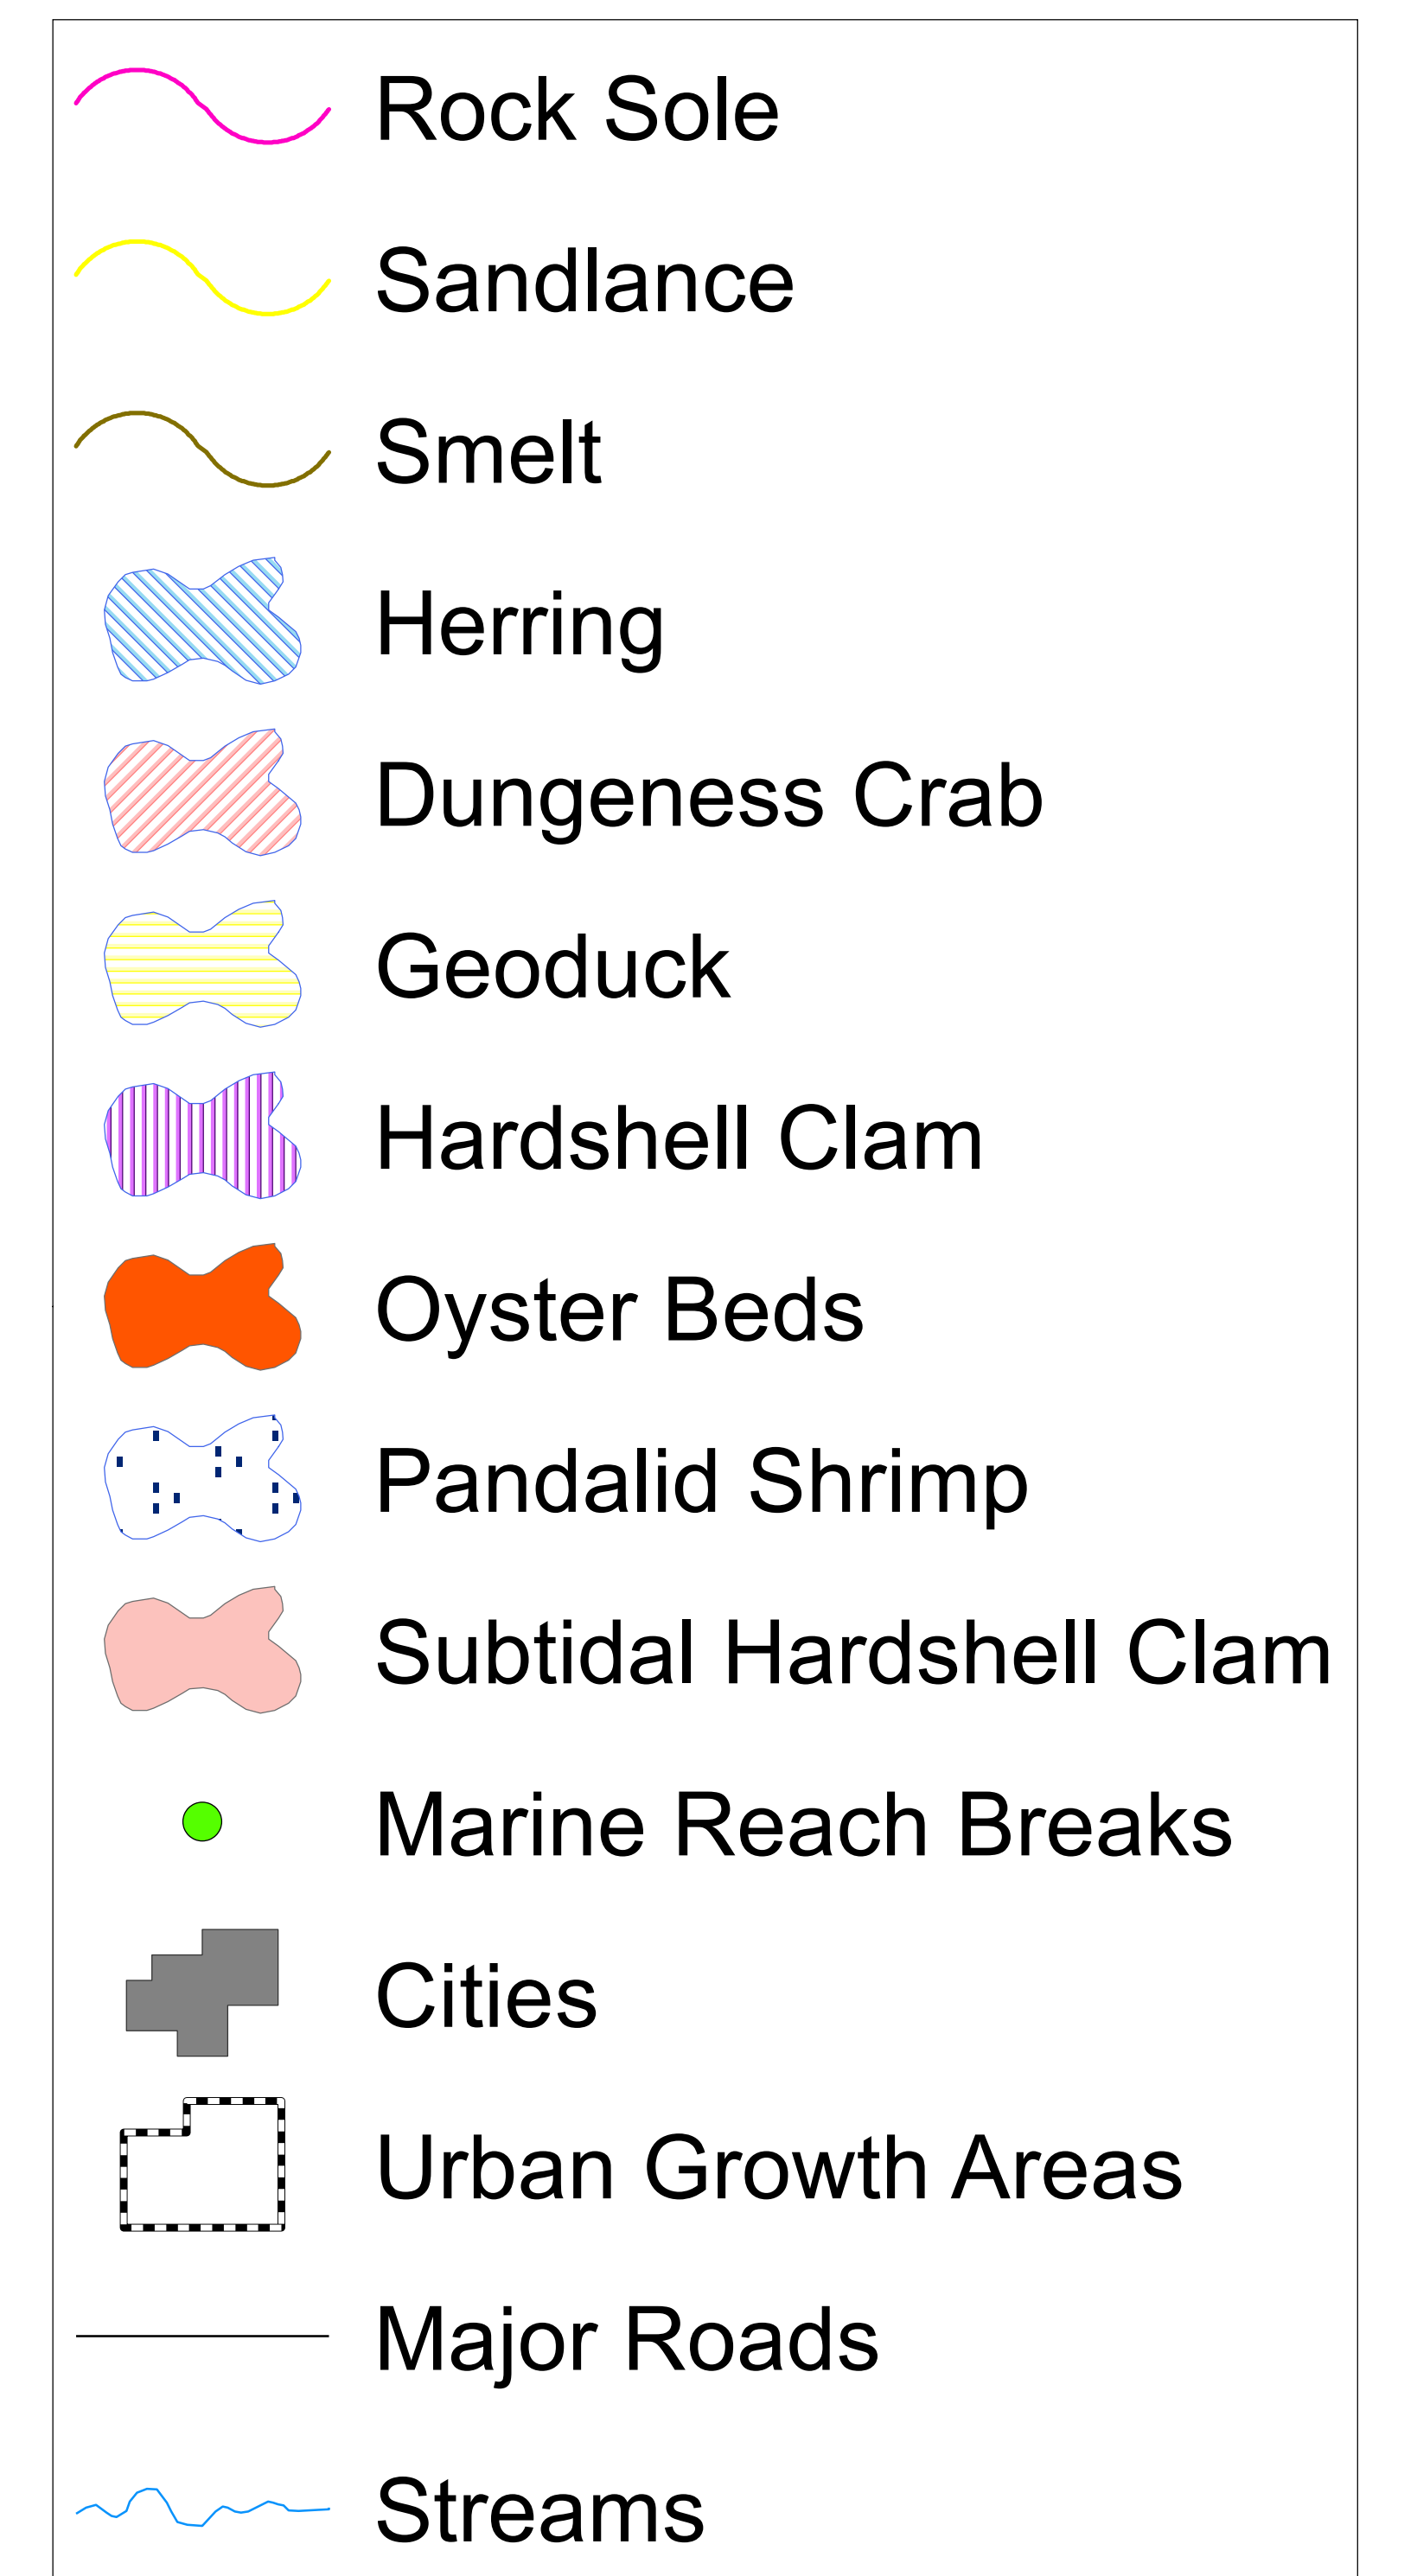 Rock Sole
Sandlance
Smelt
Herring
Dungeness Crab
Geoduck
Hardshell Clam
Oyster Beds
Pandalid Shrimp
Subtidal Hardshell Clam
Marine Reach Breaks
Cities
Urban Growth Areas
Major Roads
Streams